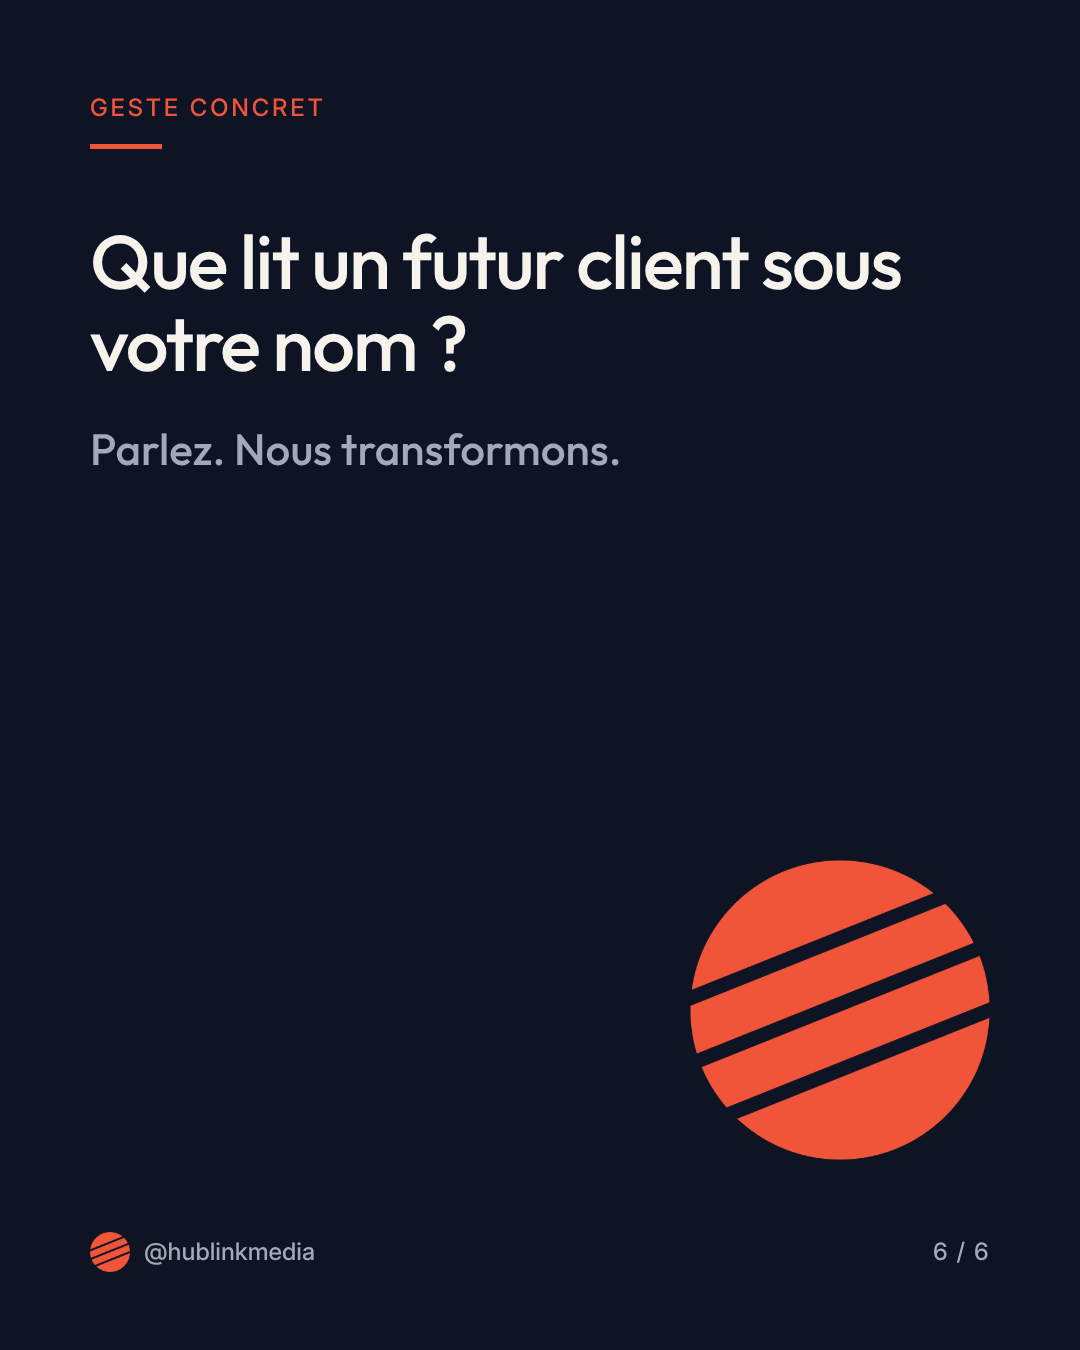 GESTE CONCRET
Que lit un futur client sous
votre nom ?
Parlez. Nous transformons.
@hublinkmedia
6 / 6